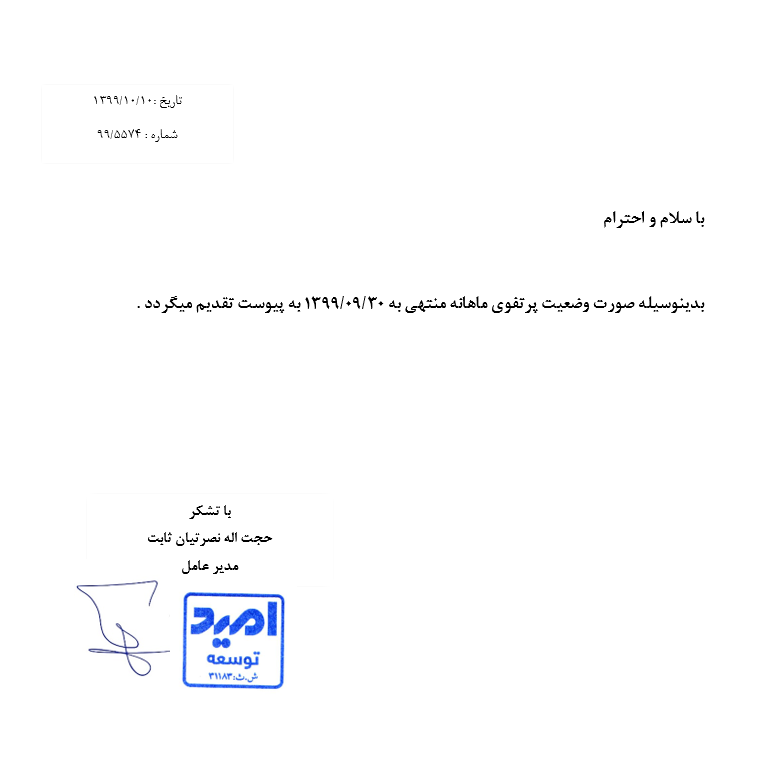 تاریخ :۱۳۹۹/۱۰/۱۰
شماره : ۹۹/۵۵۷۴
با سلام و احترام
بدینوسیله صورت وضعیت پرتفوی ماهانه منتهی به ۱۳۹۹/۰۹/۳۰ به پیوست تقدیم میگردد .
با تشکر
حجت اله نصرتیان ثابت
مدیر عامل
امید
توسعه
ش.ث:۳۱۱۸۳